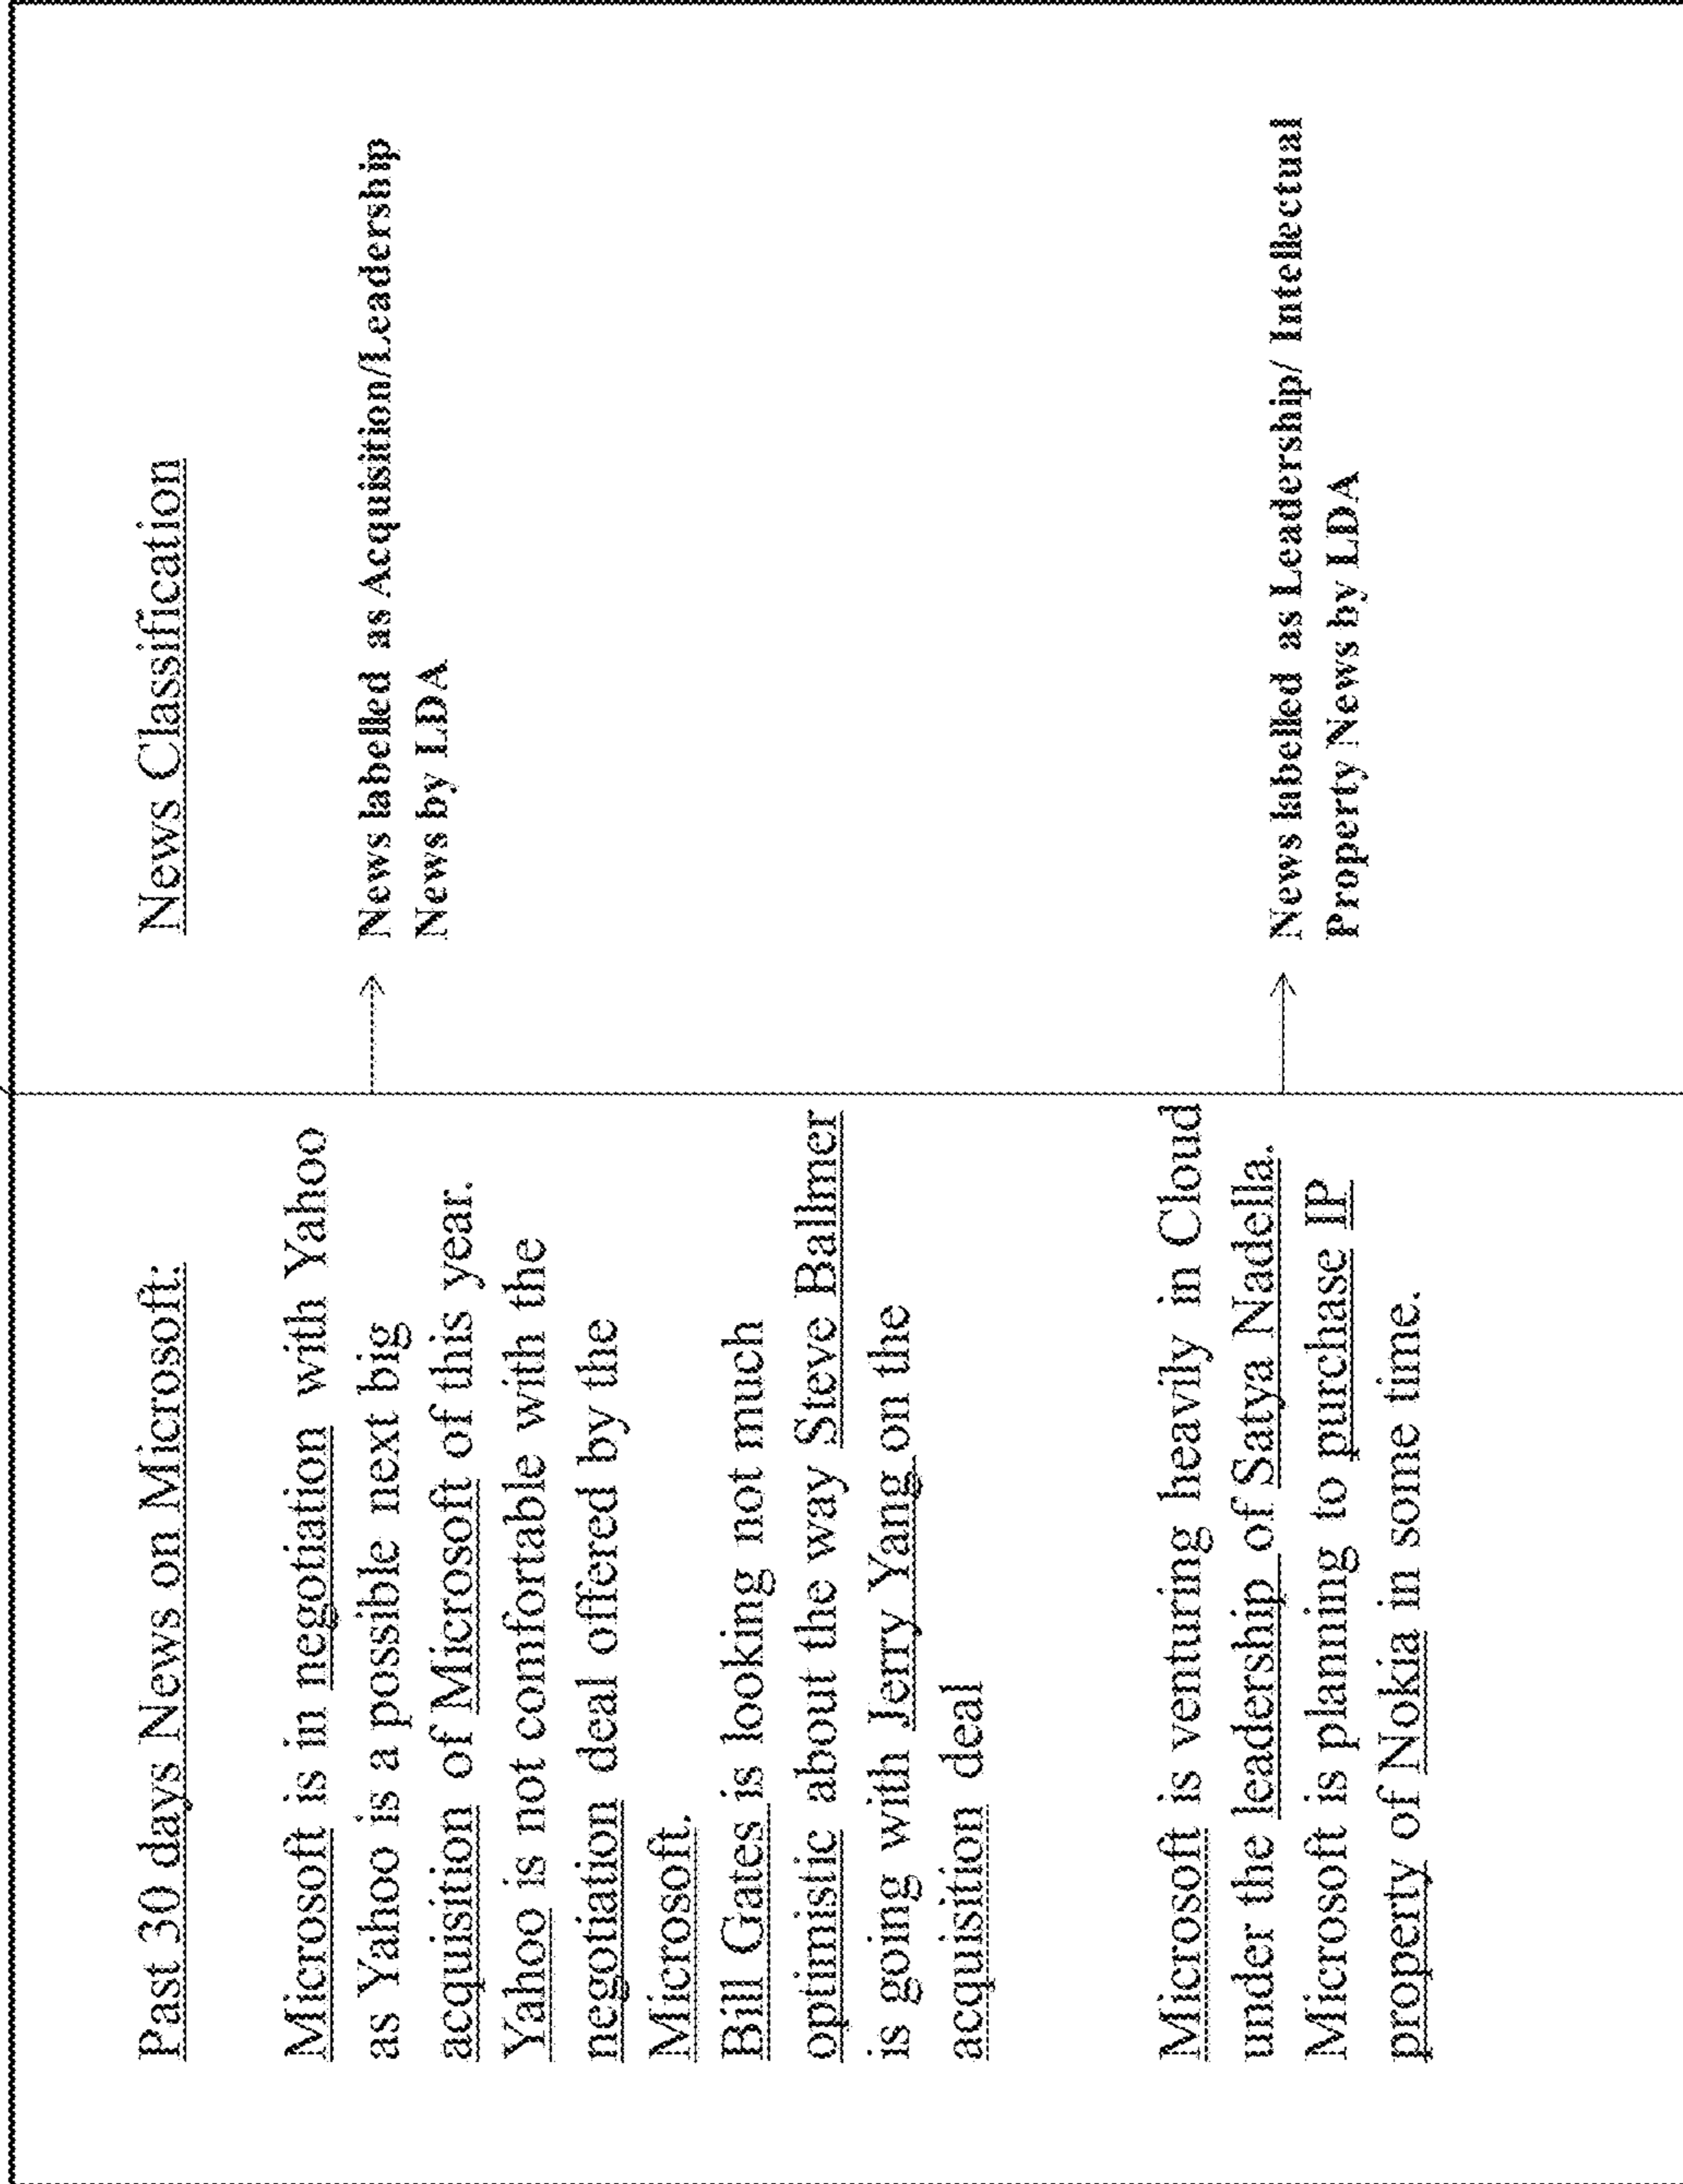 Past 30 days News on Microsoft:
Microsoft is in negotiation with Yahoo
as Yahoo is a possible next big
acquisition of Microsoft of this year.
Yahoo is not comfortable with the
negotiation deal offered by the
Microsoft.
Bill Gates is looking not much
optimistic about the way Steve Ballmer
is going with Jerry Yang on the
acquisition deal
Microsoft is venturing heavily in Cloud
under the leadership of Satya Nadella.
Microsoft is planning to purchase IP
property of Nokia in some time.
News Classification
News labelled as Acquisition/Leadership
News by LDA
News labelled as Leadership/ Intellectual
Property News by LDA